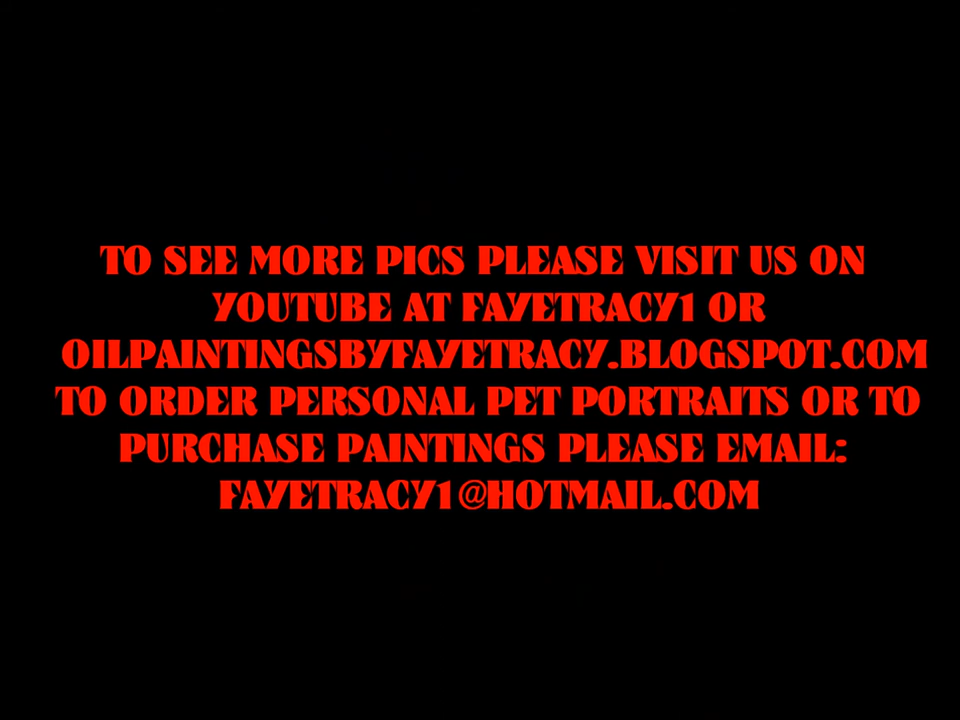 TO SEE MORE PICS PLEASE VISIT US ON
YOUTUBE AT FAYETRACY1 OR
OILPAINTINGSBYFAYETRACY.BLOGSPOT.COM
TO ORDER PERSONAL PET PORTRAITS OR TO
PURCHASE PAINTINGS PLEASE EMAIL:
FAYETRACY1@HOTMAIL.COM